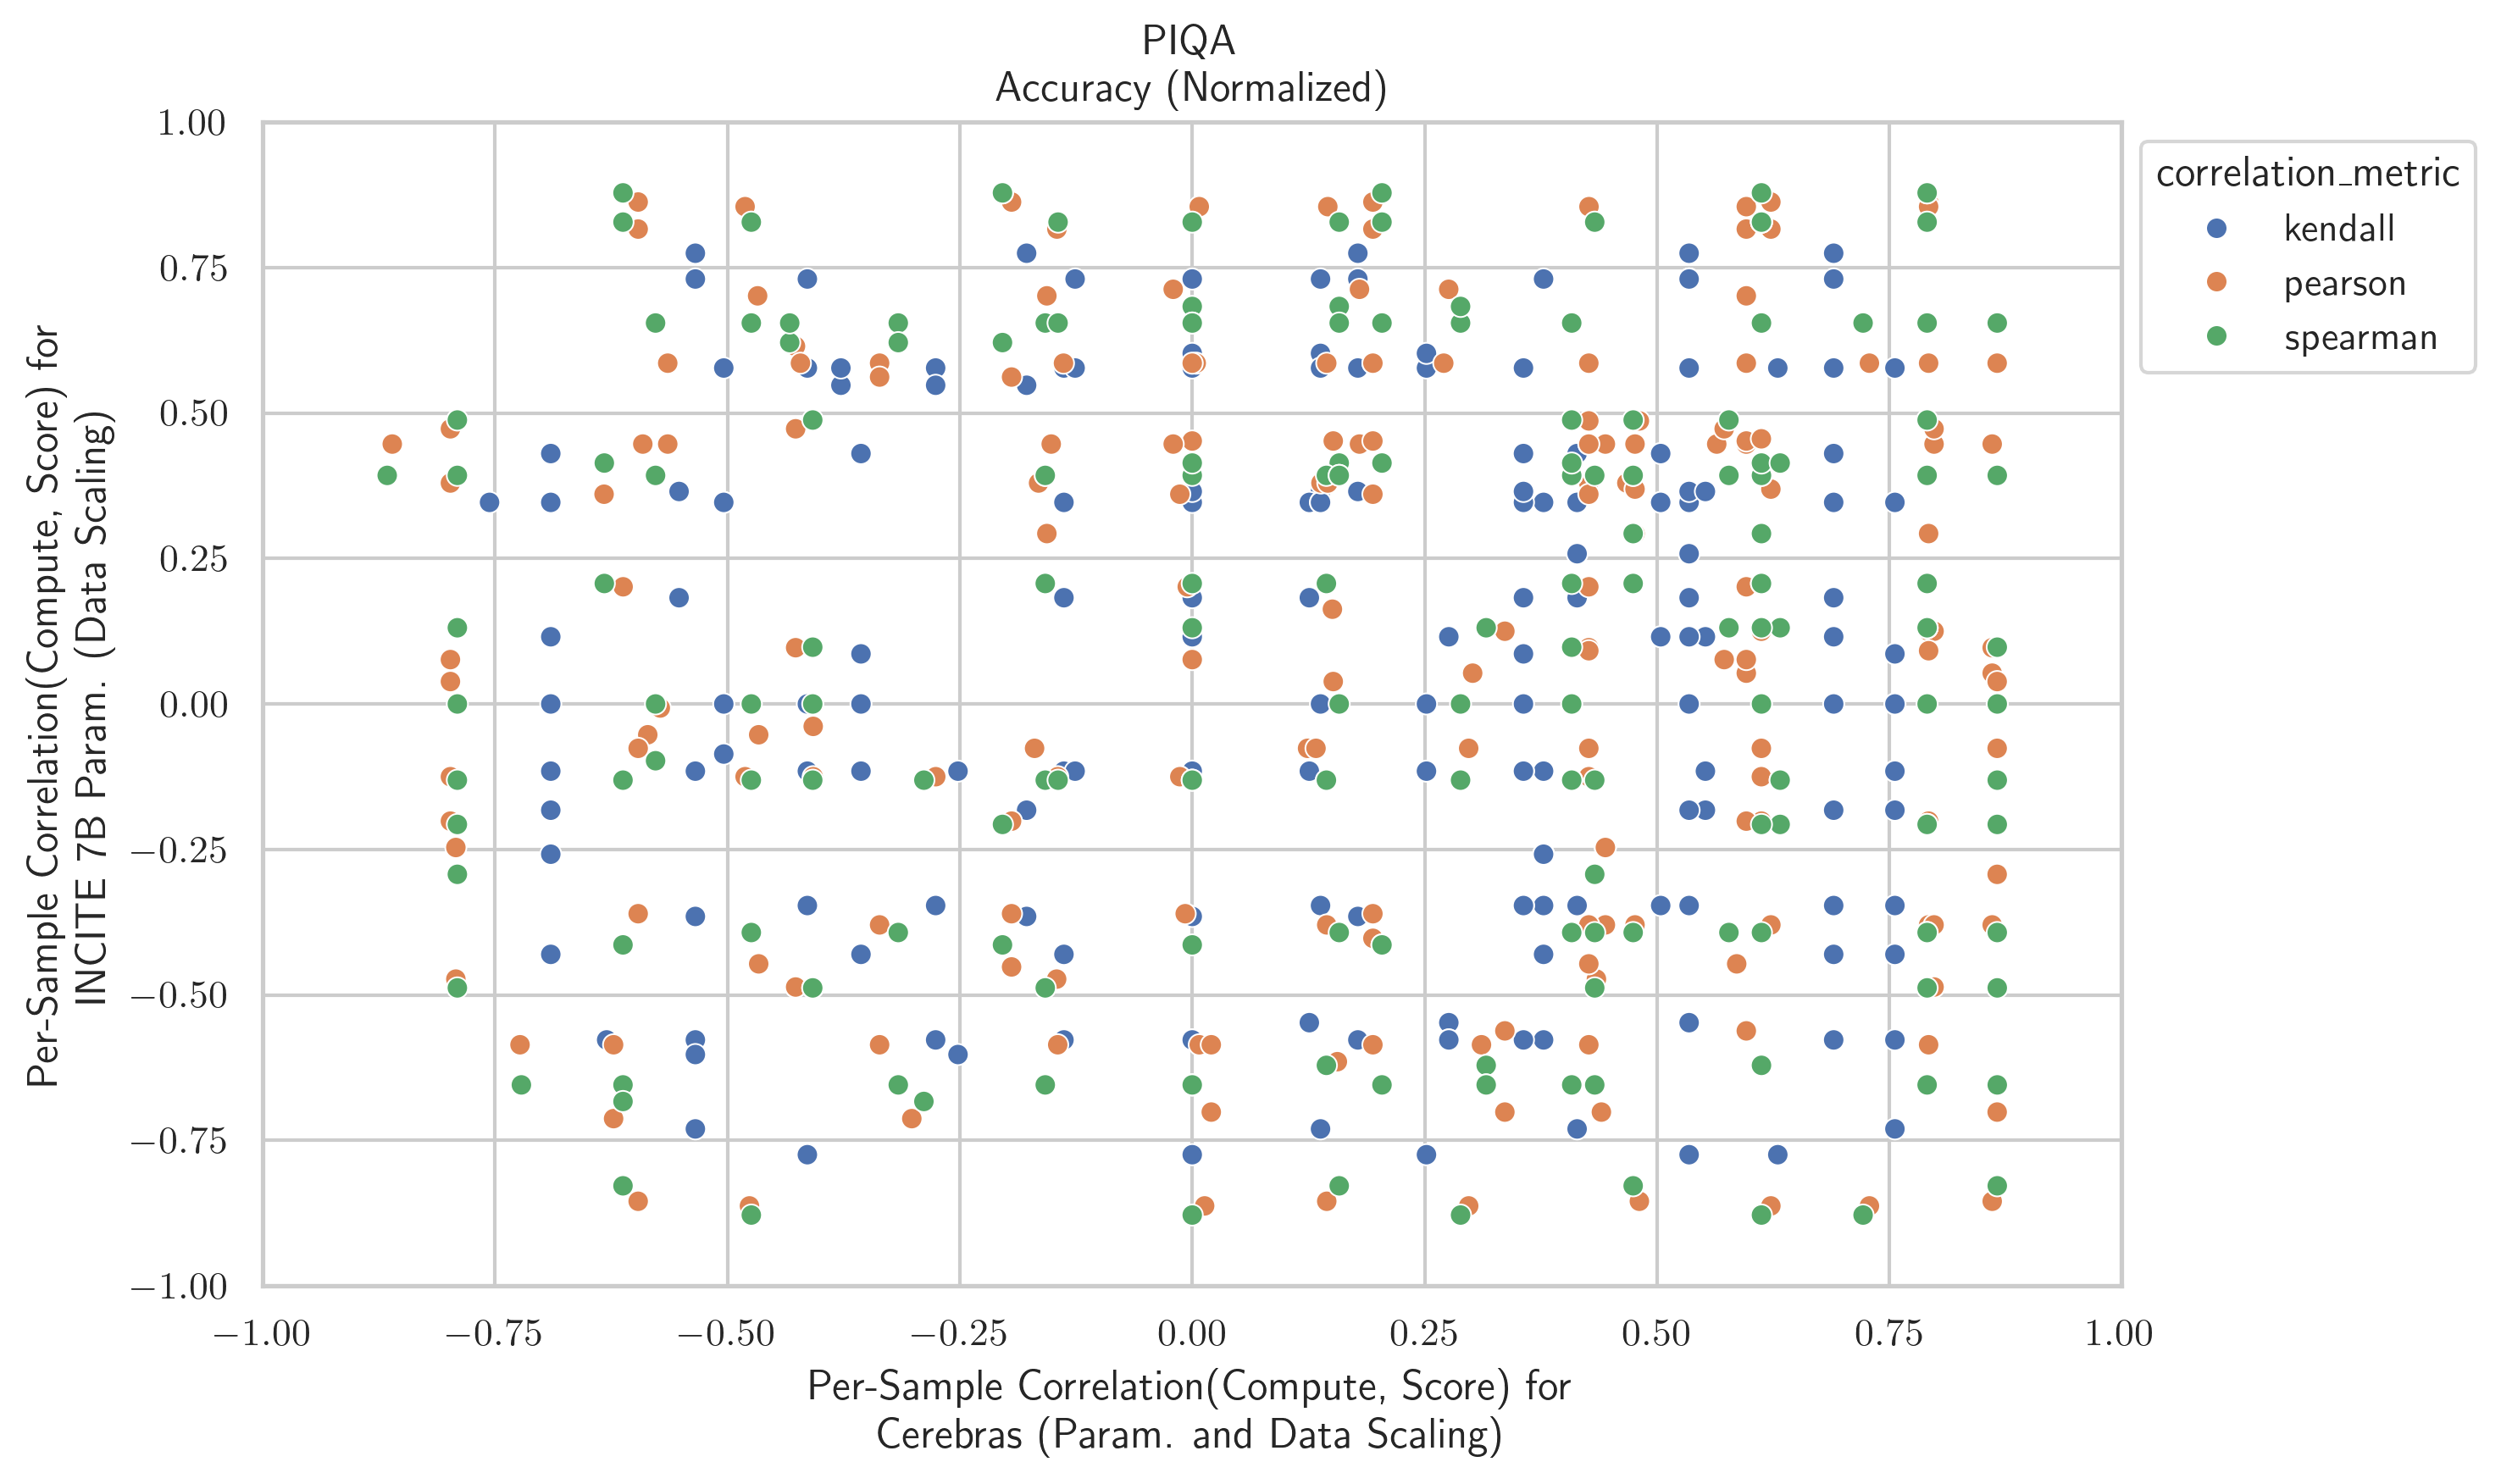 PIQA
Accuracy (Normalized)
Per-Sample Correlation(Compute, Score) for
INCITE 7B Param. (Data Scaling)
1.00
0.75
0.50
0.25
0.00
−0.25
−0.50
−0.75
−1.00
−1.00 −0.75 −0.50 −0.25 0.00 0.25 0.50 0.75 1.00
Per-Sample Correlation(Compute, Score) for
Cerebras (Param. and Data Scaling)
correlation_metric
kendall
pearson
spearman